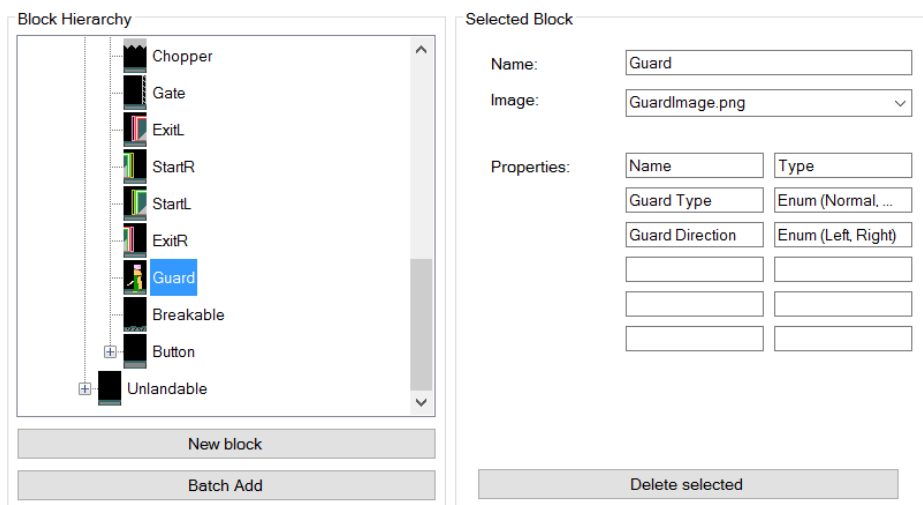 Block Hierarchy
Chopper
Gate
ExitL
StartR
StartL
ExitR
Guard
Breakable
Button
Unlandable
New block
Batch Add
Selected Block
Name: Guard
Image: GuardImage.png
Properties: Name Type
Guard Type Enum (Normal, ...
Guard Direction Enum (Left, Right)
Delete selected